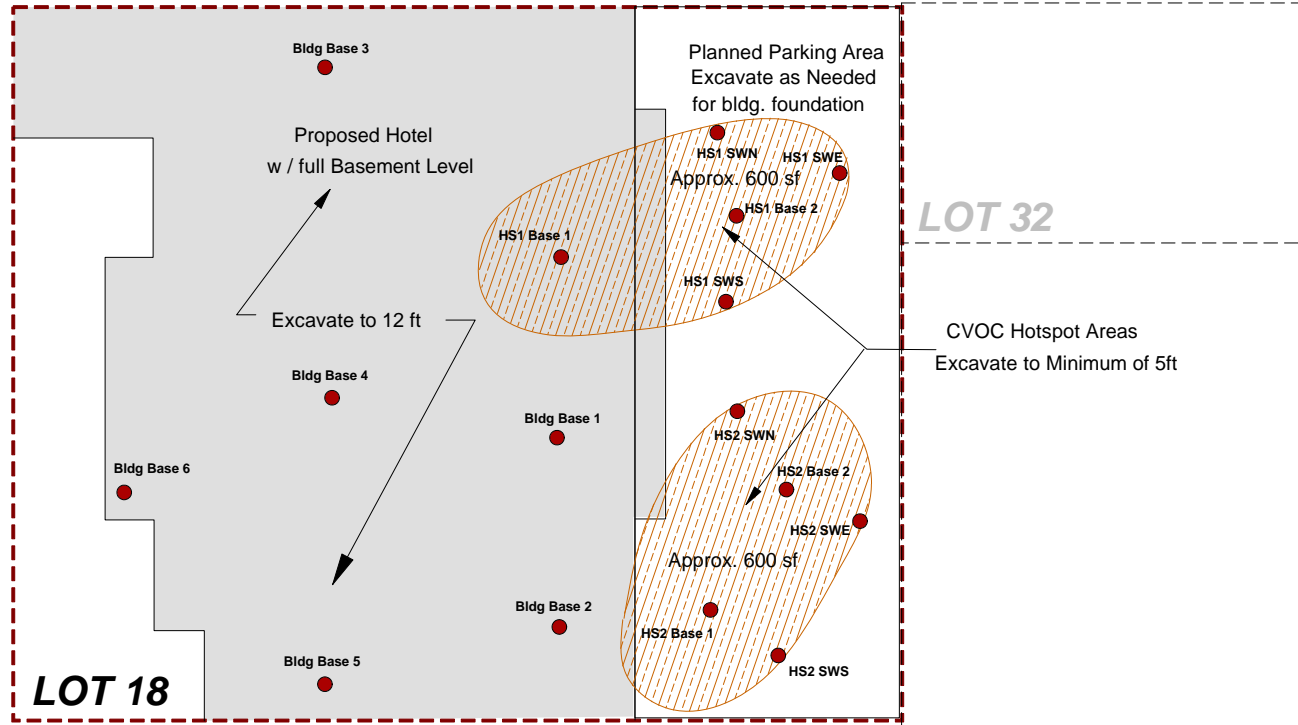 Bldg Base 3
Planned Parking Area
Excavate as Needed
for bldg. foundation
Proposed Hotel
w / full Basement Level
HS1 SWN
HS1 SWE
Approx. 600 sf
HS1 Base 2
LOT 32
HS1 Base 1
HS1 SWS
Excavate to 12 ft
CVOC Hotspot Areas
Excavate to Minimum of 5ft
Bldg Base 4
Bldg Base 1
HS2 SWN
Bldg Base 6
HS2 Base 2
HS2 SWE
Approx. 600 sf
Bldg Base 2
HS2 Base 1
Bldg Base 5
HS2 SWS
LOT 18